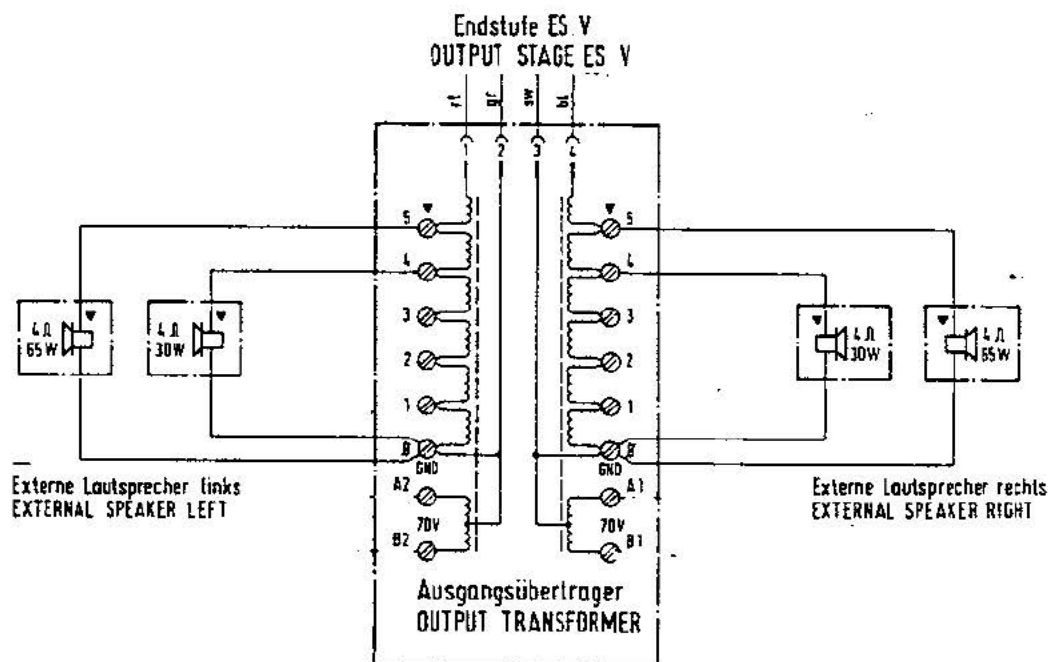 Endstufe ES V
OUTPUT STAGE ES V
rt gr sw bl
1 2 3 4
5 5
4 4
3 3
4Ω 65W
4Ω 30W
4Ω 30W
4Ω 65W
2 2
1 1
0 0
GND GND
Externe Lautsprecher links
EXTERNAL SPEAKER LEFT
A2 A1
70V 70V
B2 B1
Externe Lautsprecher rechts
EXTERNAL SPEAKER RIGHT
Ausgangsübertrager
OUTPUT TRANSFORMER